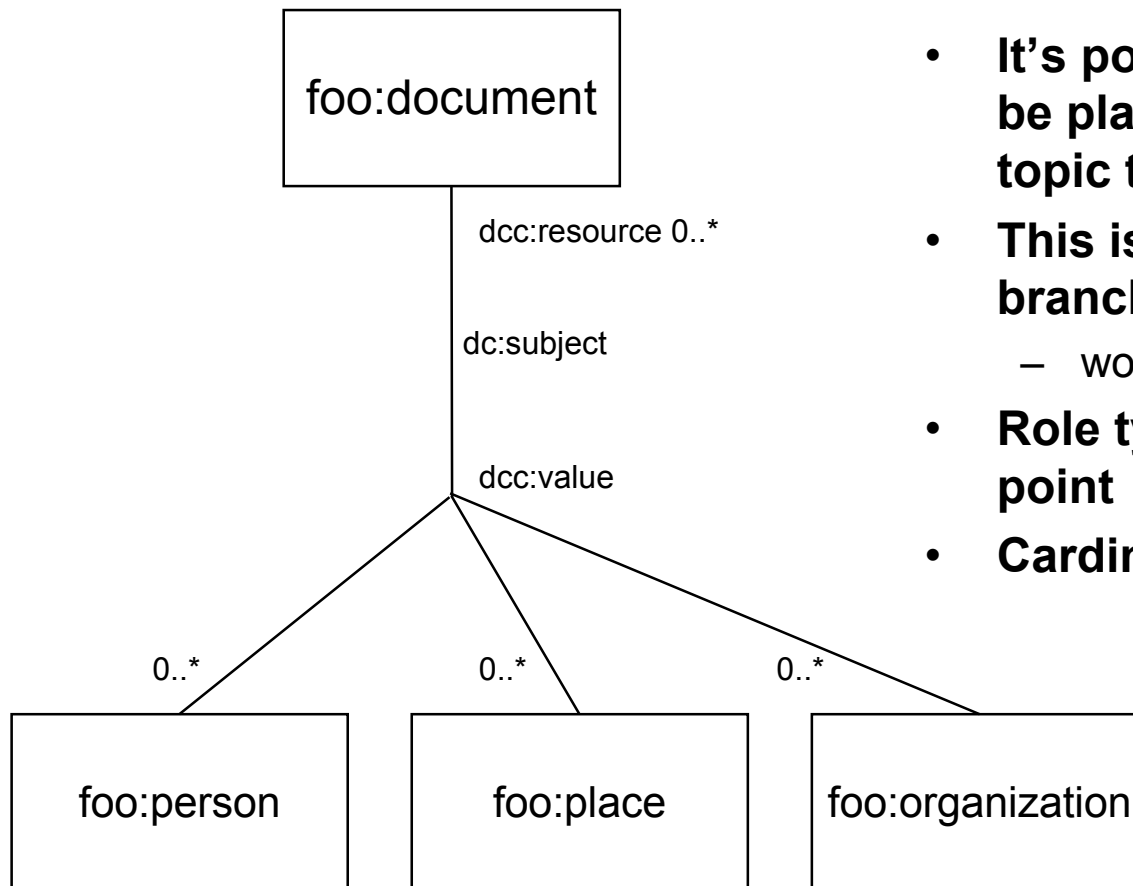 foo:document
dcc:resource 0..*
dc:subject
dcc:value
0..*
0..*
0..*
foo:person
foo:place
foo:organization
• It’s po
be pla
topic t
• This is
branc
– wo
• Role ty
point
• Cardin